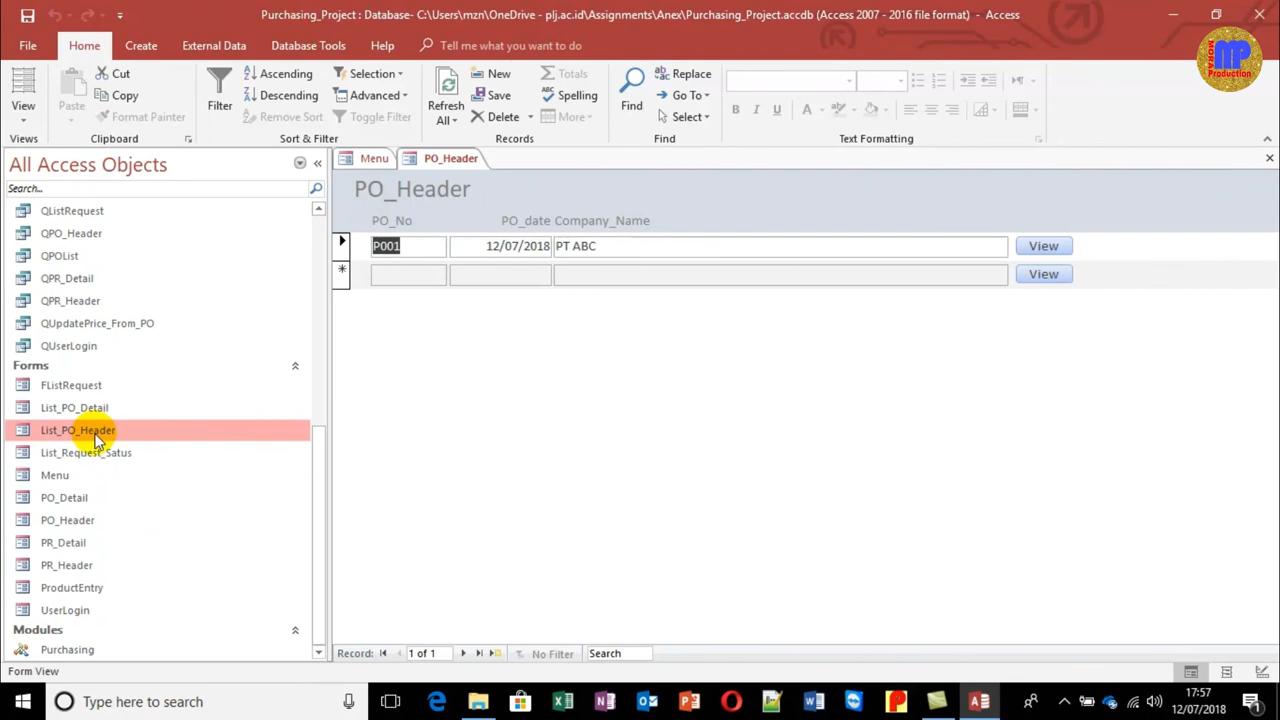 Purchasing_Project : Database- C:\Users\mzn\OneDrive - plj.ac.id\Assignments\Anex\Purchasing_Project.accdb (Access 2007 - 2016 file format) - Access
File Home Create External Data Database Tools Help Tell me what you want to do
MORA MP Production
View
Views
Paste
Cut
Copy
Format Painter
Clipboard
Filter
Ascending
Descending
Remove Sort
Selection
Advanced
Toggle Filter
Sort & Filter
Refresh All
New
Save
Delete
Totals
Spelling
More
Records
Find
Replace
Go To
Select
Find
B I U A
Text Formatting
All Access Objects
Search...
QListRequest
QPO_Header
QPOList
QPR_Detail
QPR_Header
QUpdatePrice_From_PO
QUserLogin
Forms
FListRequest
List_PO_Detail
List_PO_Header
List_Request_Satus
Menu
PO_Detail
PO_Header
PR_Detail
PR_Header
ProductEntry
UserLogin
Modules
Purchasing
Menu PO_Header
PO_Header
PO_No PO_date Company_Name
P001 12/07/2018 PT ABC View
* View
Record: 1 of 1 No Filter Search
Form View
Type here to search
17:57
12/07/2018